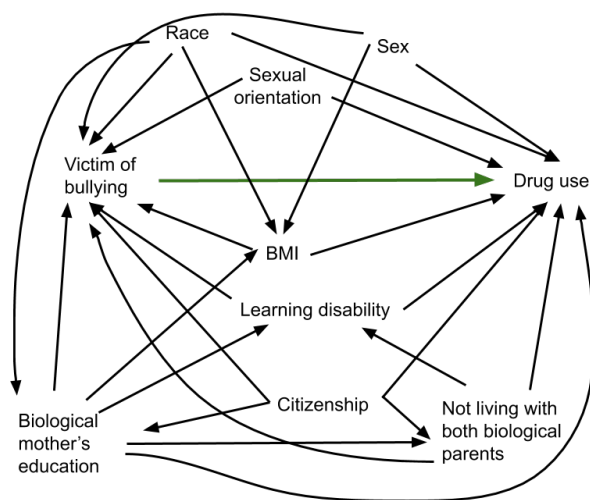 Race
Sex
Sexual
orientation
Victim of
bullying
Drug use
BMI
Learning disability
Citizenship
Biological
mother's
education
Not living with
both biological
parents